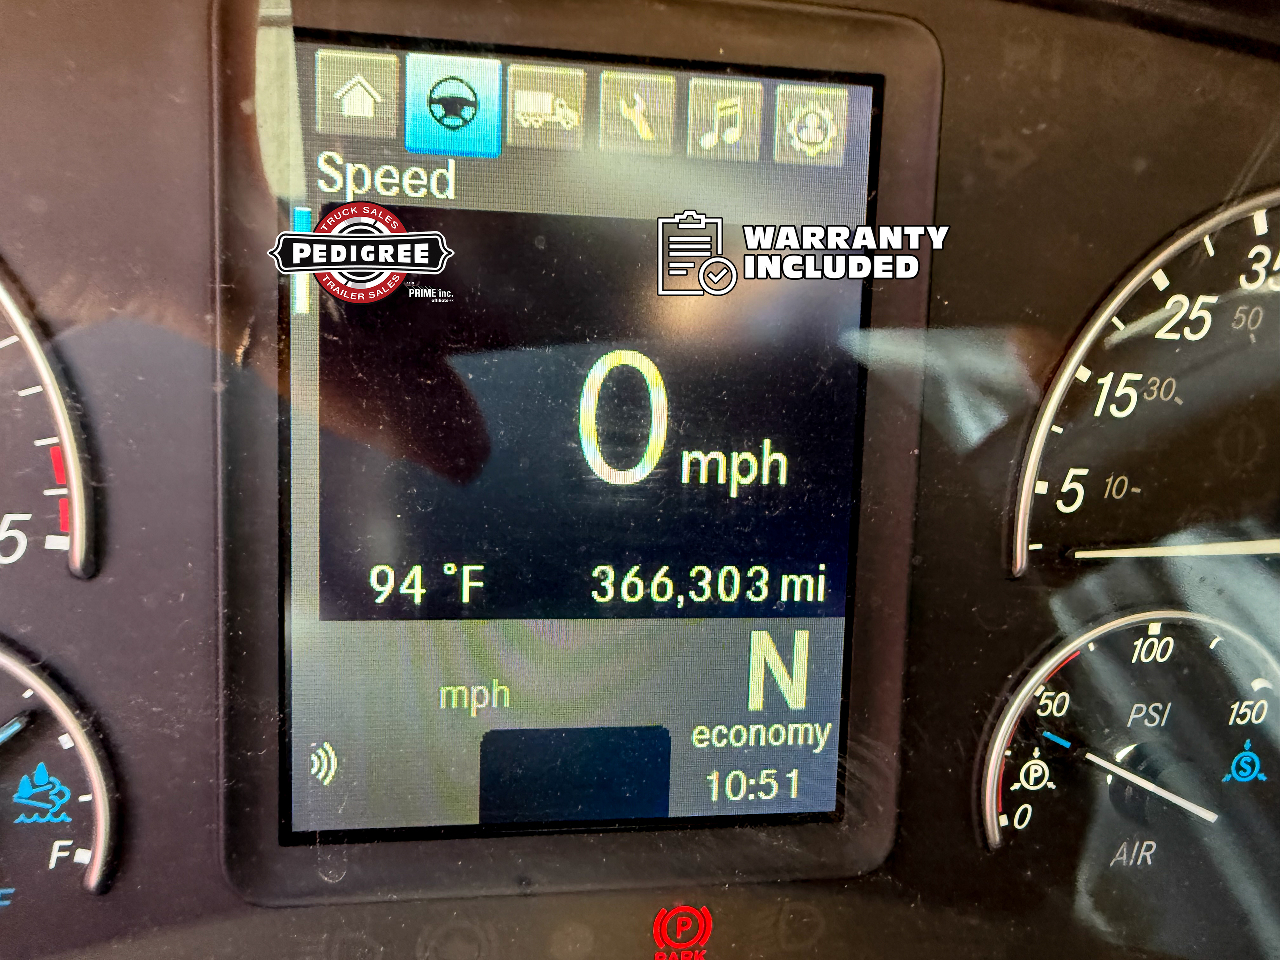 Speed
TRUCK SALES
PEDIGREE
TRAILER SALES
PRIME inc.
WARRANTY
INCLUDED
0 mph
94 °F 366,303 mi
mph
N
economy
10:51
5
F
35
25 50
15 30
5 10
100
50 150
PSI
P
S
0
AIR
P
PARK